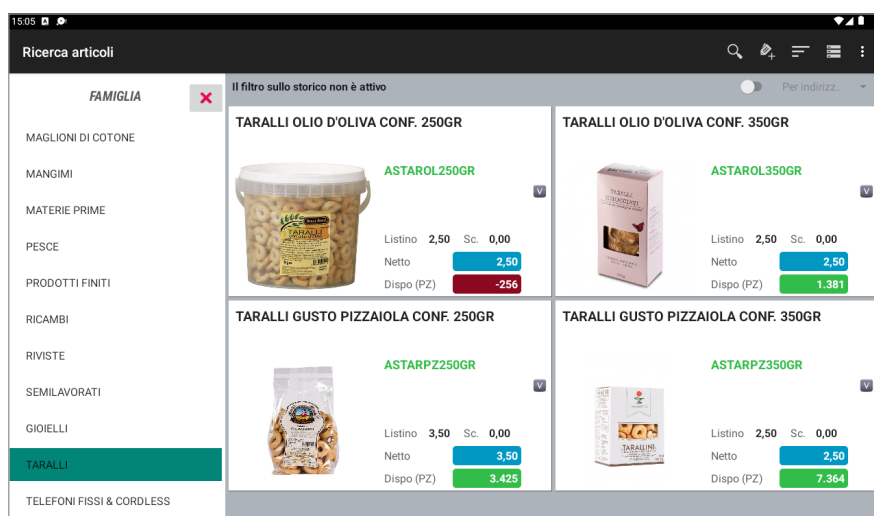 15:05
Ricerca articoli
FAMIGLIA
MAGLIONI DI COTONE
MANGIMI
MATERIE PRIME
PESCE
PRODOTTI FINITI
RICAMBI
RIVISTE
SEMILAVORATI
GIOIELLI
TARALLI
TELEFONI FISSI & CORDLESS
Il filtro sullo storico non è attivo
Per indirizz..
TARALLI OLIO D'OLIVA CONF. 250GR
TARALLI
ASTAROL250GR
V
Listino 2,50 Sc. 0,00
Netto 2,50
Dispo (PZ) -256
TARALLI OLIO D'OLIVA CONF. 350GR
TARALLI
ASTAROL350GR
V
Listino 2,50 Sc. 0,00
Netto 2,50
Dispo (PZ) 1.381
TARALLI GUSTO PIZZAIOLA CONF. 250GR
ASTARPZ250GR
V
Listino 3,50 Sc. 0,00
Netto 3,50
Dispo (PZ) 3.425
TARALLI GUSTO PIZZAIOLA CONF. 350GR
TARALLINI
ASTARPZ350GR
V
Listino 2,50 Sc. 0,00
Netto 2,50
Dispo (PZ) 7.364